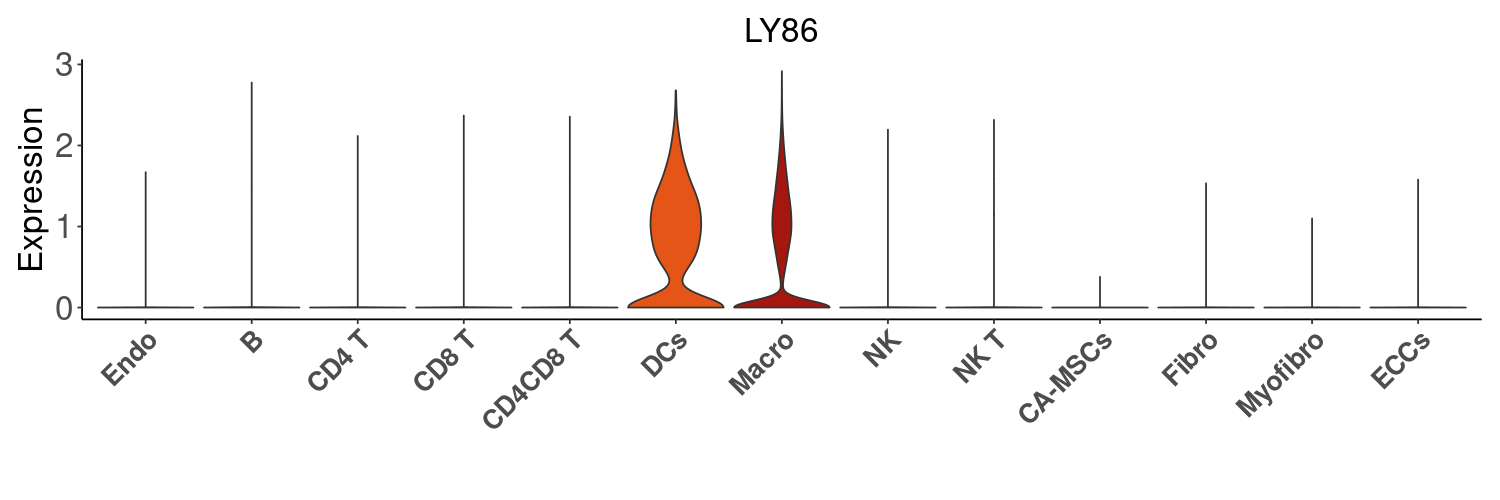 LY86
Expression
3
2
1
0
Endo
B
CD4 T
CD8 T
CD4CD8 T
DCs
Macro
NK
NK T
CA-MSCs
Fibro
Myofibro
ECCs